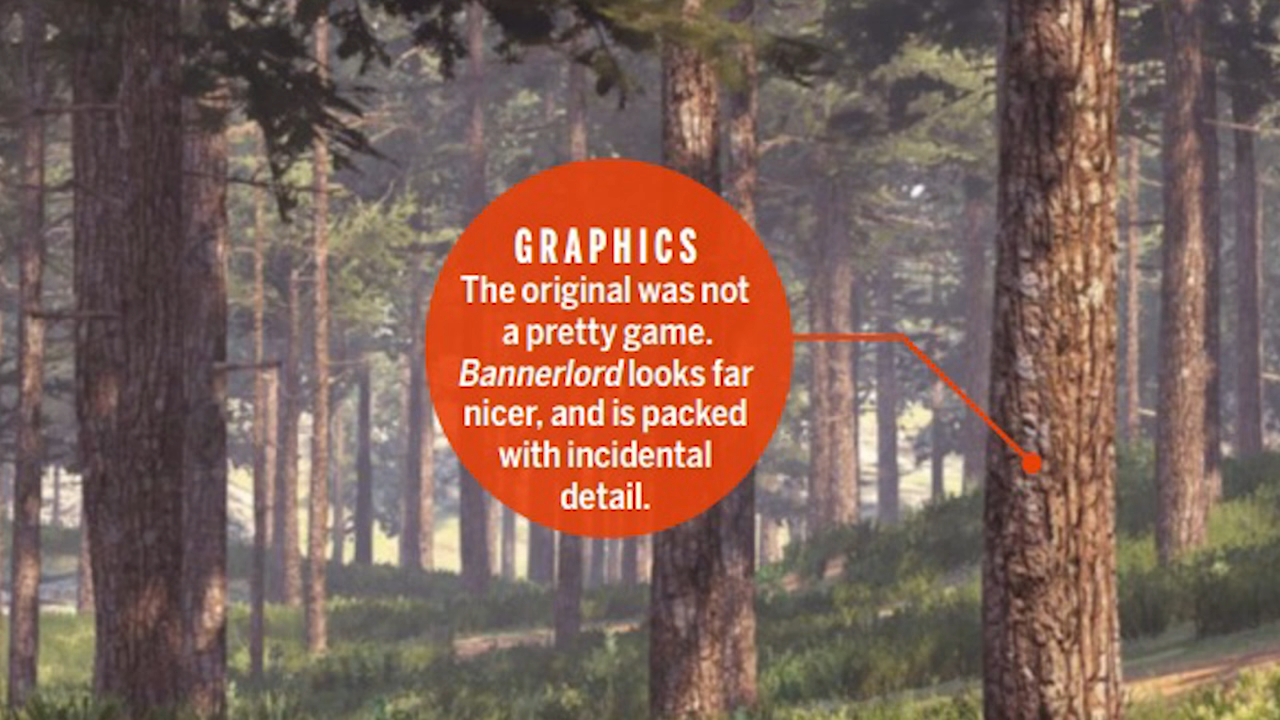 GRAPHICS
The original was not
a pretty game.
Bannerlord looks far
nicer, and is packed
with incidental
detail.